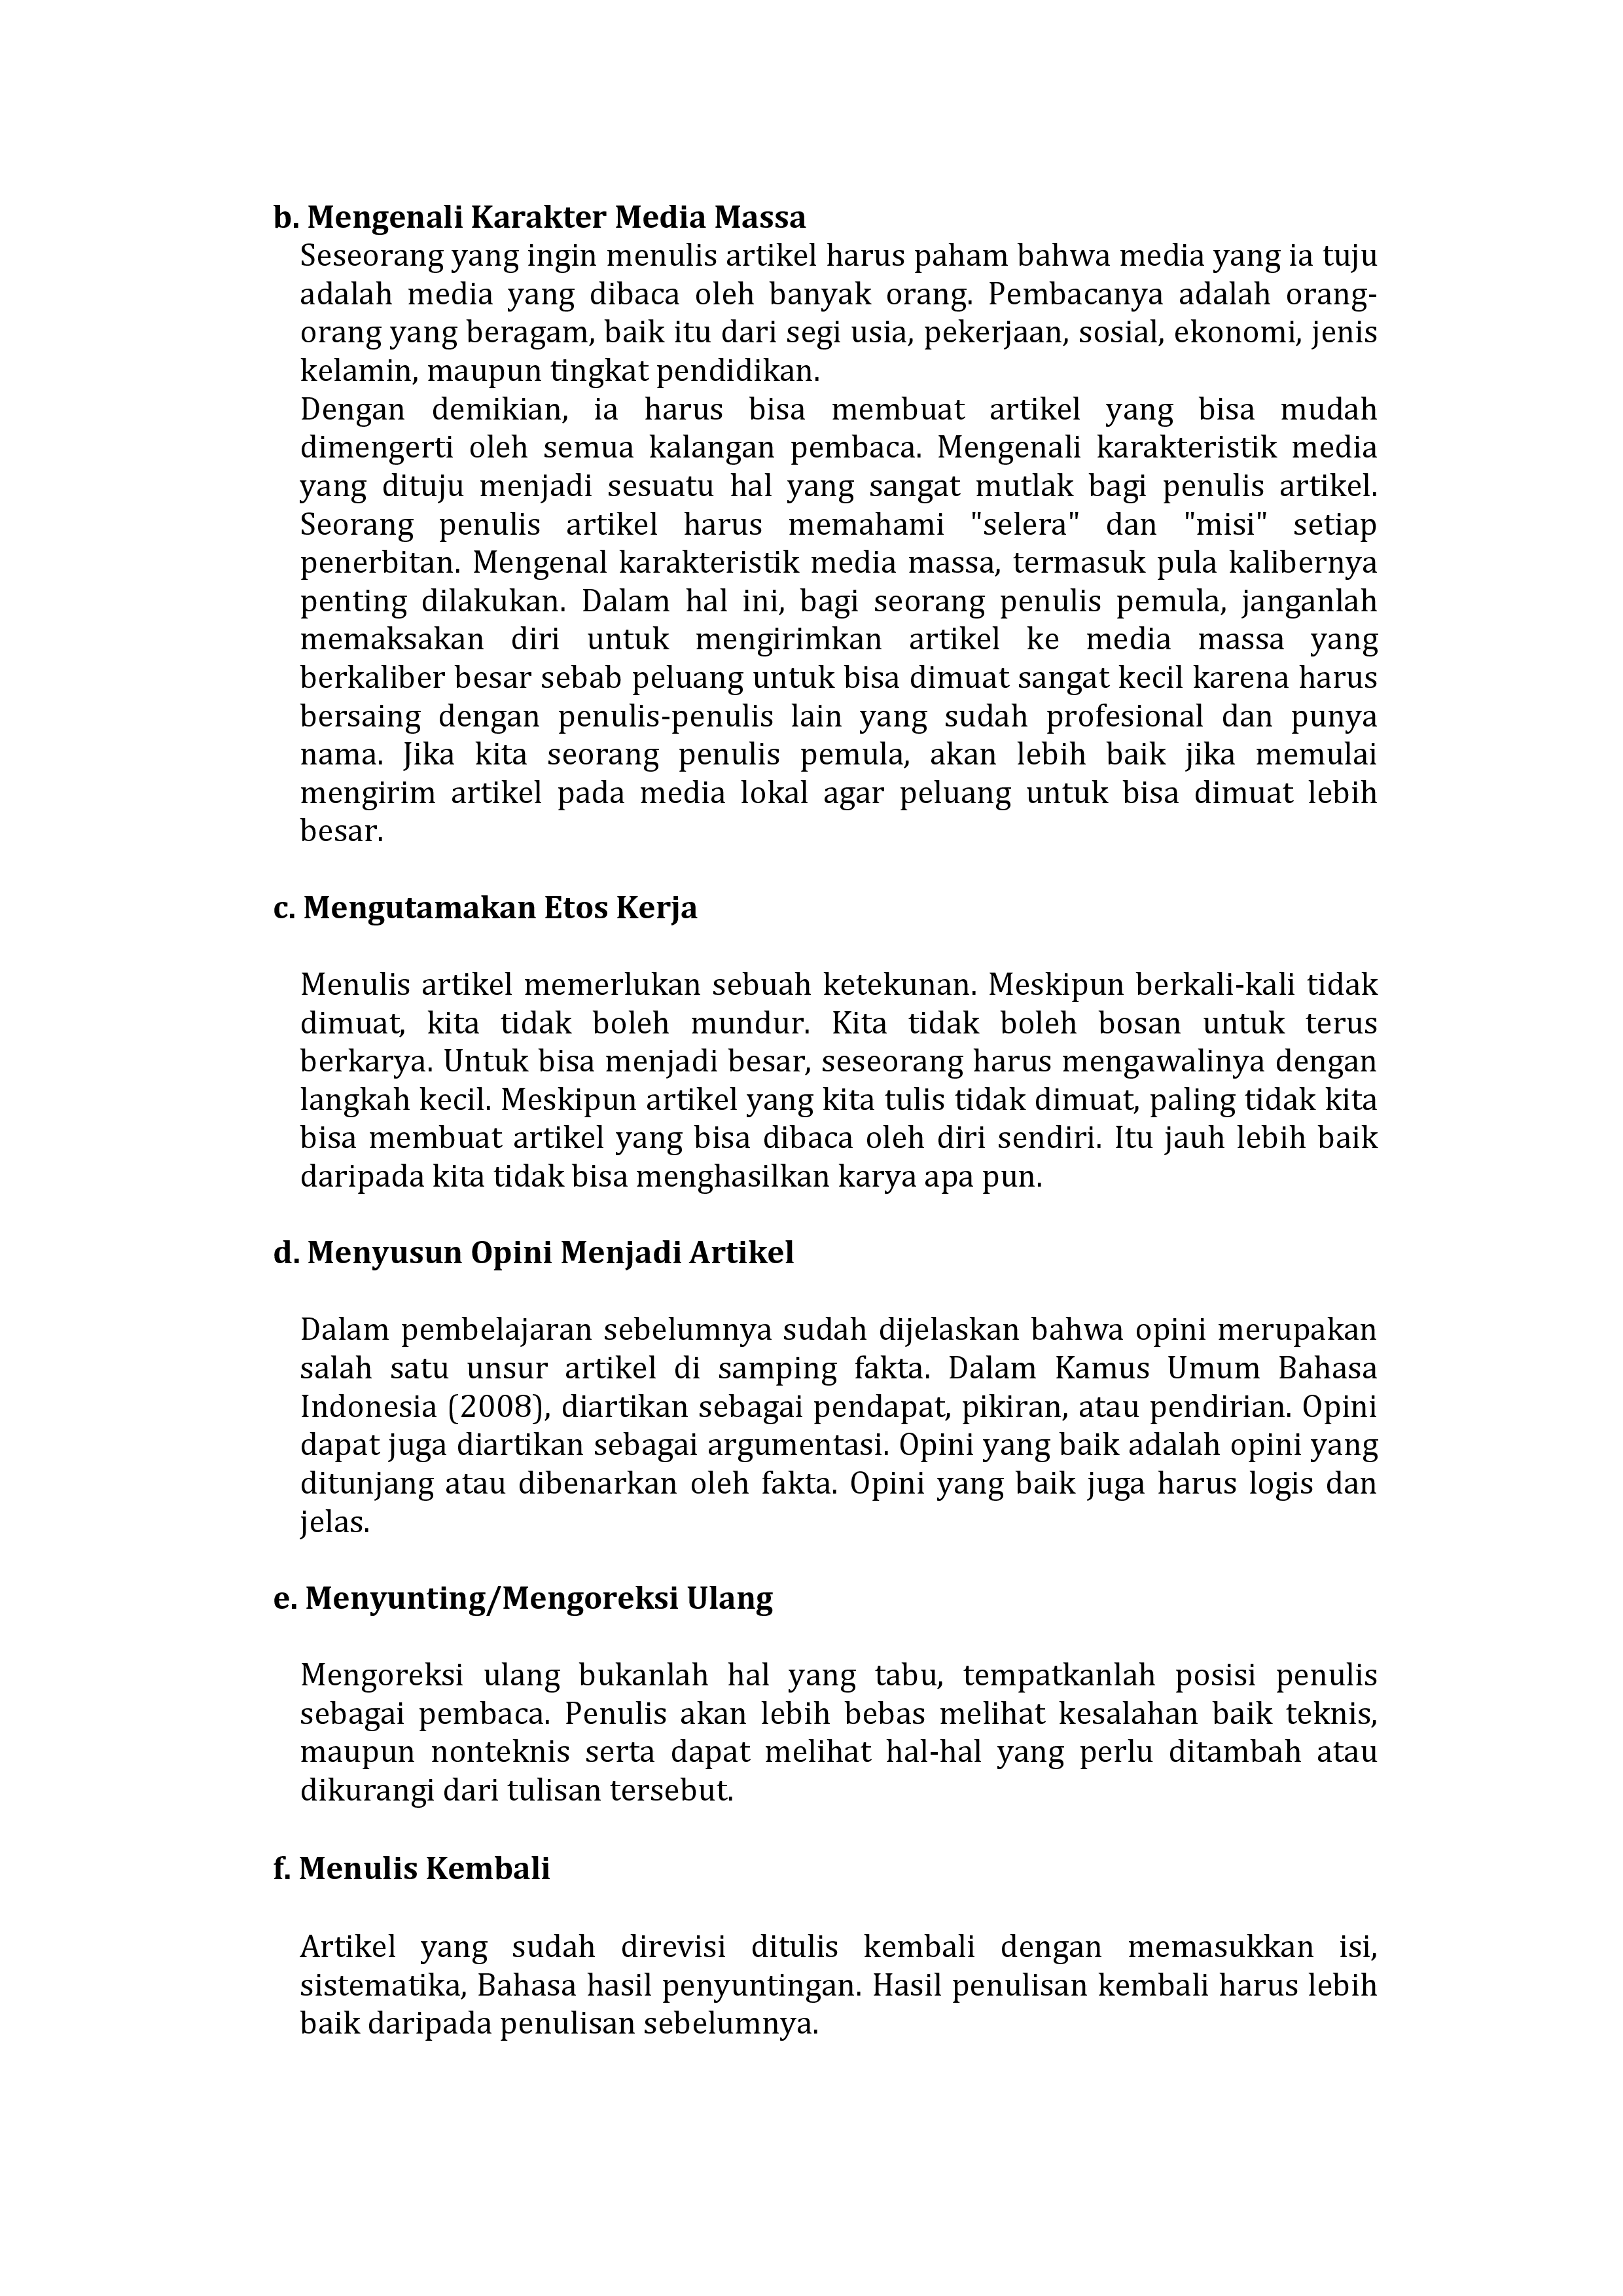 b. Mengenali Karakter Media Massa
Seseorang yang ingin menulis artikel harus paham bahwa media yang ia tuju
adalah media yang dibaca oleh banyak orang. Pembacanya adalah orang-
orang yang beragam, baik itu dari segi usia, pekerjaan, sosial, ekonomi, jenis
kelamin, maupun tingkat pendidikan.
Dengan demikian, ia harus bisa membuat artikel yang bisa mudah
dimengerti oleh semua kalangan pembaca. Mengenali karakteristik media
yang dituju menjadi sesuatu hal yang sangat mutlak bagi penulis artikel.
Seorang penulis artikel harus memahami "selera" dan "misi" setiap
penerbitan. Mengenal karakteristik media massa, termasuk pula kalibernya
penting dilakukan. Dalam hal ini, bagi seorang penulis pemula, janganlah
memaksakan diri untuk mengirimkan artikel ke media massa yang
berkaliber besar sebab peluang untuk bisa dimuat sangat kecil karena harus
bersaing dengan penulis-penulis lain yang sudah profesional dan punya
nama. Jika kita seorang penulis pemula, akan lebih baik jika memulai
mengirim artikel pada media lokal agar peluang untuk bisa dimuat lebih
besar.
c. Mengutamakan Etos Kerja
Menulis artikel memerlukan sebuah ketekunan. Meskipun berkali-kali tidak
dimuat, kita tidak boleh mundur. Kita tidak boleh bosan untuk terus
berkarya. Untuk bisa menjadi besar, seseorang harus mengawalinya dengan
langkah kecil. Meskipun artikel yang kita tulis tidak dimuat, paling tidak kita
bisa membuat artikel yang bisa dibaca oleh diri sendiri. Itu jauh lebih baik
daripada kita tidak bisa menghasilkan karya apa pun.
d. Menyusun Opini Menjadi Artikel
Dalam pembelajaran sebelumnya sudah dijelaskan bahwa opini merupakan
salah satu unsur artikel di samping fakta. Dalam Kamus Umum Bahasa
Indonesia (2008), diartikan sebagai pendapat, pikiran, atau pendirian. Opini
dapat juga diartikan sebagai argumentasi. Opini yang baik adalah opini yang
ditunjang atau dibenarkan oleh fakta. Opini yang baik juga harus logis dan
jelas.
e. Menyunting/Mengoreksi Ulang
Mengoreksi ulang bukanlah hal yang tabu, tempatkanlah posisi penulis
sebagai pembaca. Penulis akan lebih bebas melihat kesalahan baik teknis,
maupun nonteknis serta dapat melihat hal-hal yang perlu ditambah atau
dikurangi dari tulisan tersebut.
f. Menulis Kembali
Artikel yang sudah direvisi ditulis kembali dengan memasukkan isi,
sistematika, Bahasa hasil penyuntingan. Hasil penulisan kembali harus lebih
baik daripada penulisan sebelumnya.